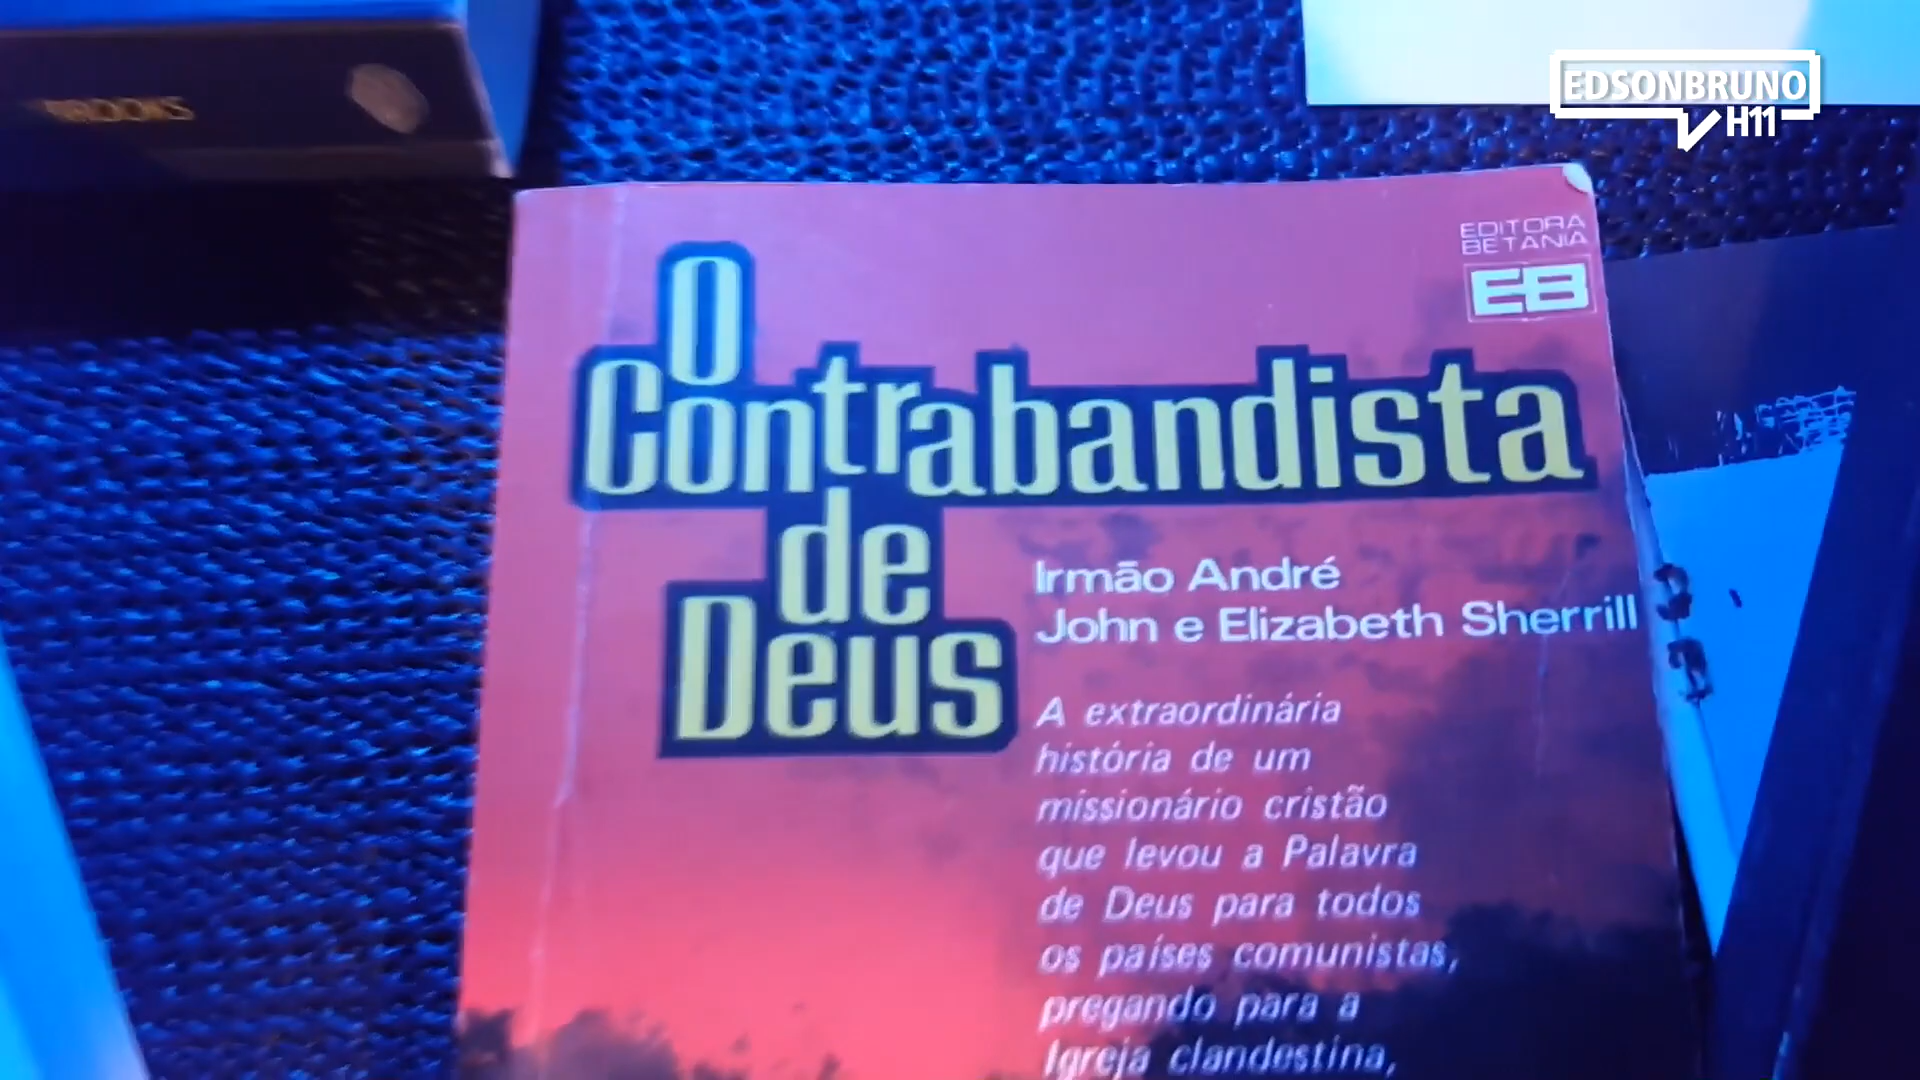 EDSONBRUNO
H11
EDITORA
BETANIA
EB
O
Contrabandista
de
Deus
Irmão André
John e Elizabeth Sherrill
A extraordinária
história de um
missionário cristão
que levou a Palavra
de Deus para todos
os países comunistas,
pregando para a
Igreja clandestina,